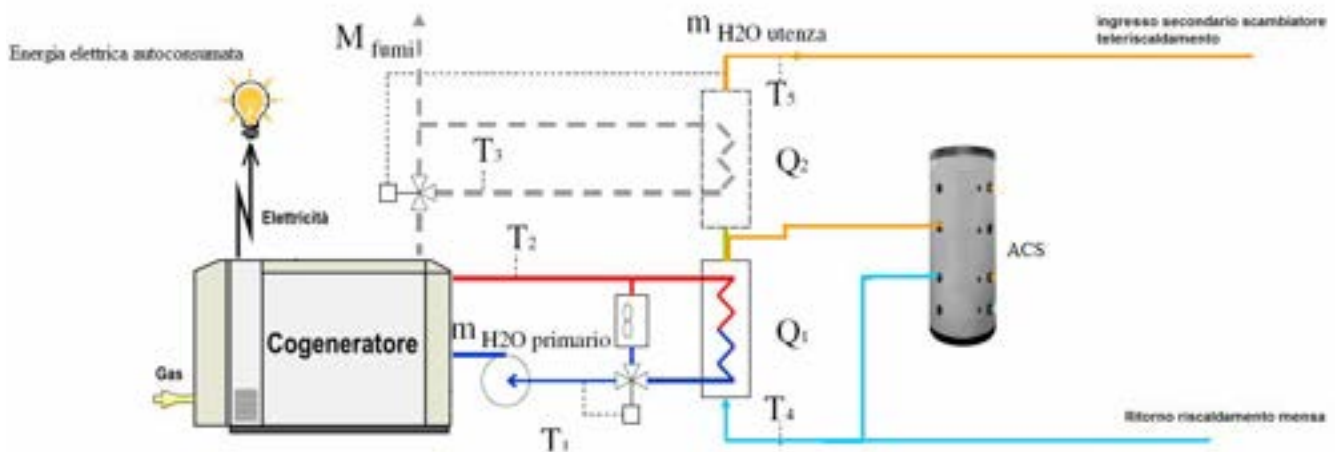 m H2O utenza
ingresso secondario scambiatore
teleriscaldamento
M fumi
Energia elettrica autoconsumata
T5
T3
Q2
Elettricità
T2
ACS
Cogeneratore
m H2O primario
Q1
Gas
T4
T1
Ritorno riscaldamento mensa